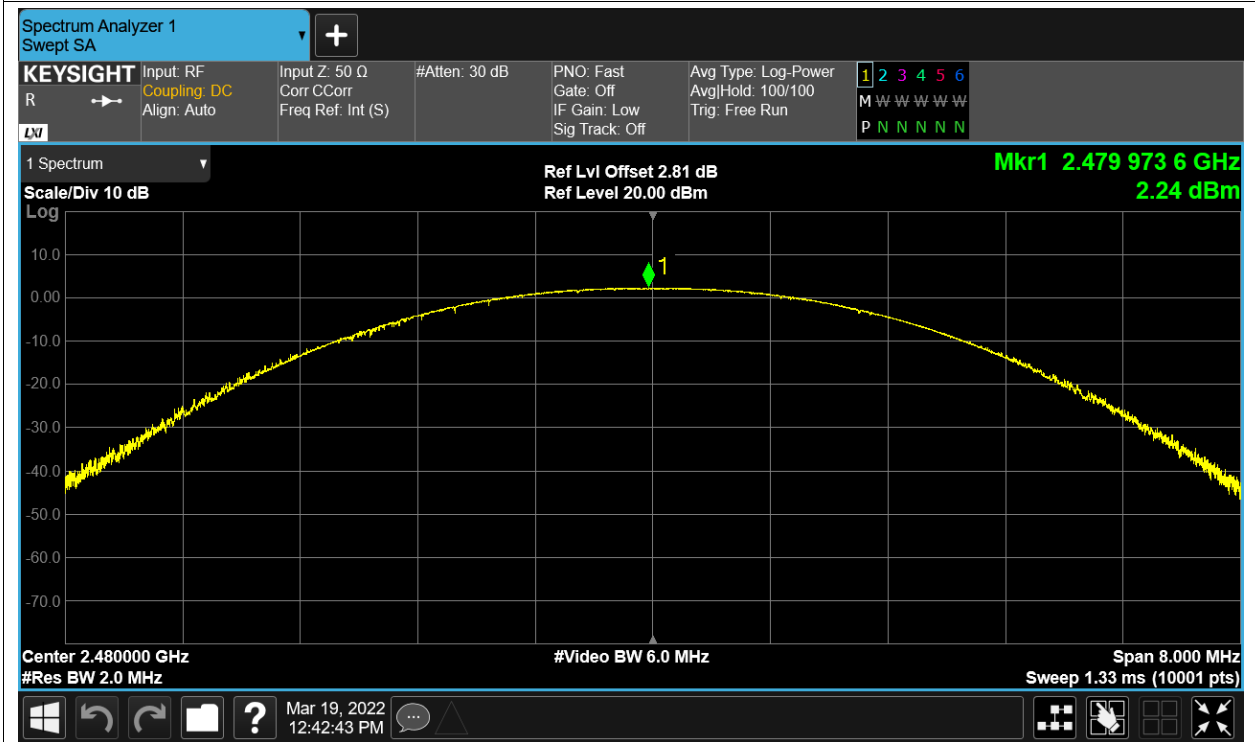 Spectrum Analyzer 1
Swept SA
+
KEYSIGHT
R
LXI
Input: RF
Coupling: DC
Align: Auto
Input Z: 50 Ω
Corr CCorr
Freq Ref: Int (S)
#Atten: 30 dB
PNO: Fast
Gate: Off
IF Gain: Low
Sig Track: Off
Avg Type: Log-Power
Avg|Hold: 100/100
Trig: Free Run
1 2 3 4 5 6
M W W W W W
P N N N N N
1 Spectrum
Scale/Div 10 dB
Log
Ref Lvl Offset 2.81 dB
Ref Level 20.00 dBm
Mkr1 2.479 973 6 GHz
2.24 dBm
1
10.0
0.00
-10.0
-20.0
-30.0
-40.0
-50.0
-60.0
-70.0
Center 2.480000 GHz
#Res BW 2.0 MHz
#Video BW 6.0 MHz
Span 8.000 MHz
Sweep 1.33 ms (10001 pts)
?
Mar 19, 2022
12:42:43 PM